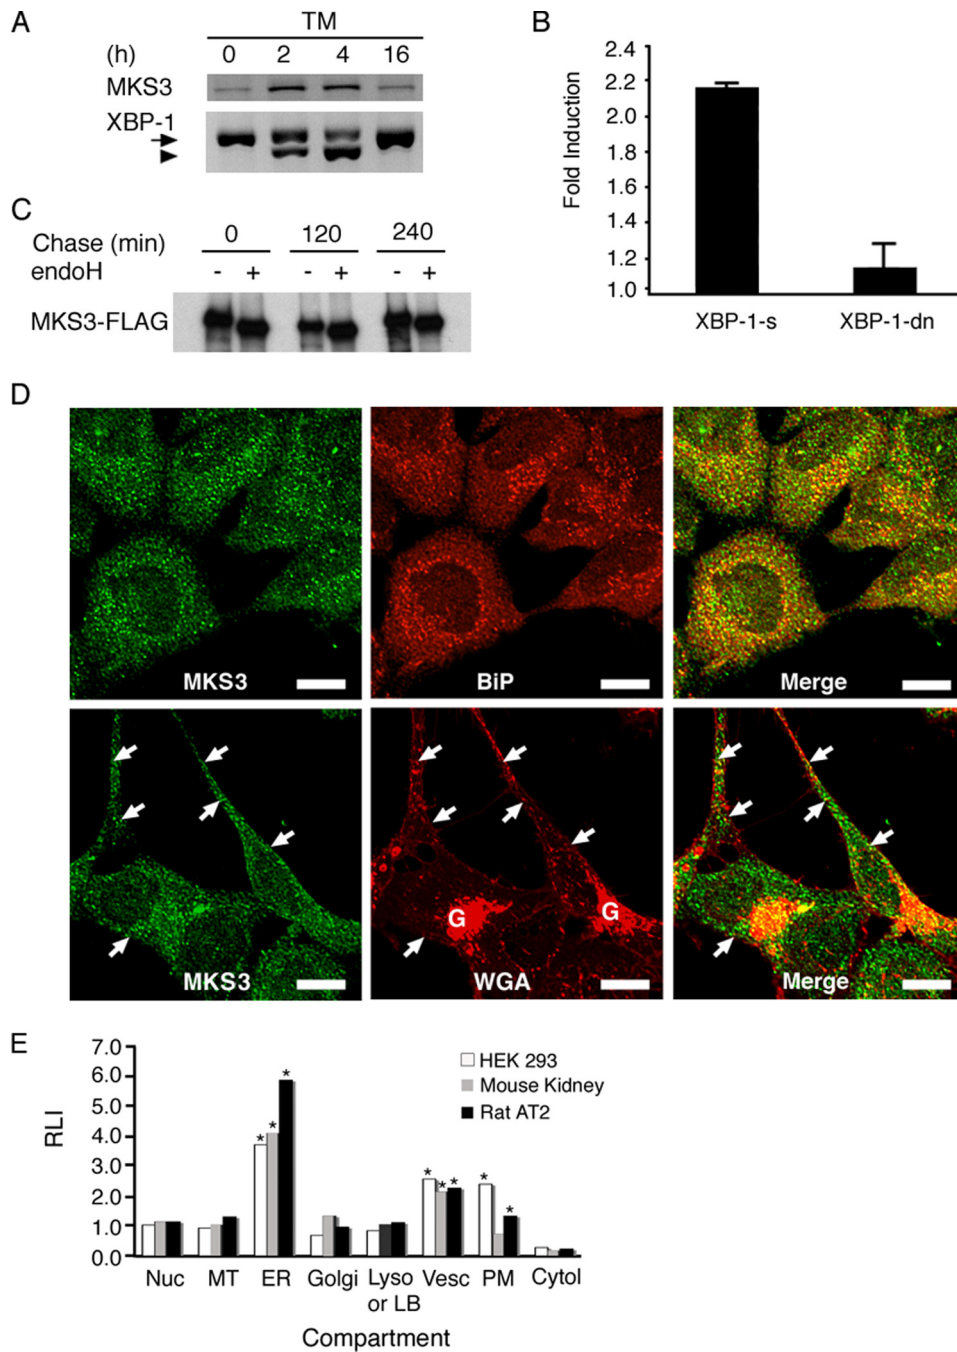 A
TM
(h) 0 2 4 16
MKS3
XBP-1
B
2.4
2.2
2.0
1.8
1.6
1.4
1.2
1.0
Fold Induction
XBP-1-s XBP-1-dn
C
Chase (min) 0 120 240
endoH - + - + - +
MKS3-FLAG
D
MKS3 BiP Merge
G G
MKS3 WGA Merge
E
7.0
6.0
5.0
4.0
3.0
2.0
1.0
0.0
RLI
HEK 293
Mouse Kidney
Rat AT2
* * * * * * * *
Nuc MT ER Golgi Lyso or LB Vesc PM Cytol
Compartment